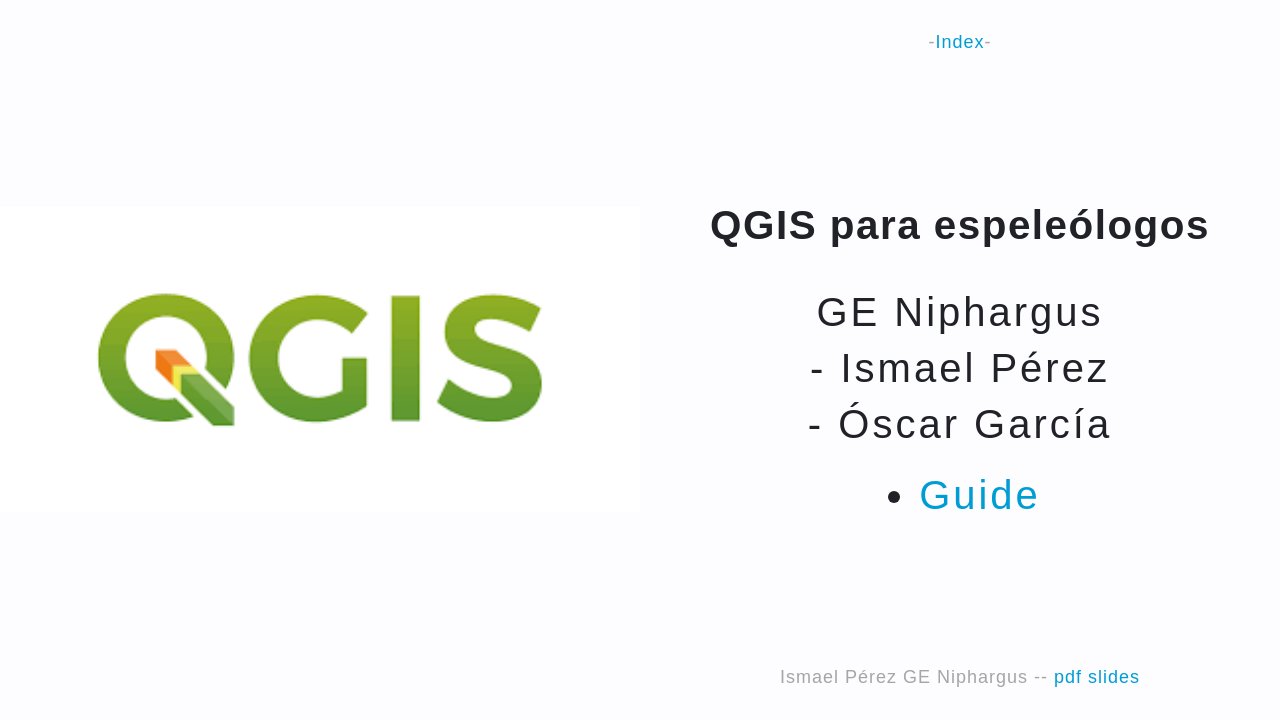 -Index-
QGIS
QGIS para espeleólogos
GE Niphargus
- Ismael Pérez
- Óscar García
• Guide
Ismael Pérez GE Niphargus -- pdf slides